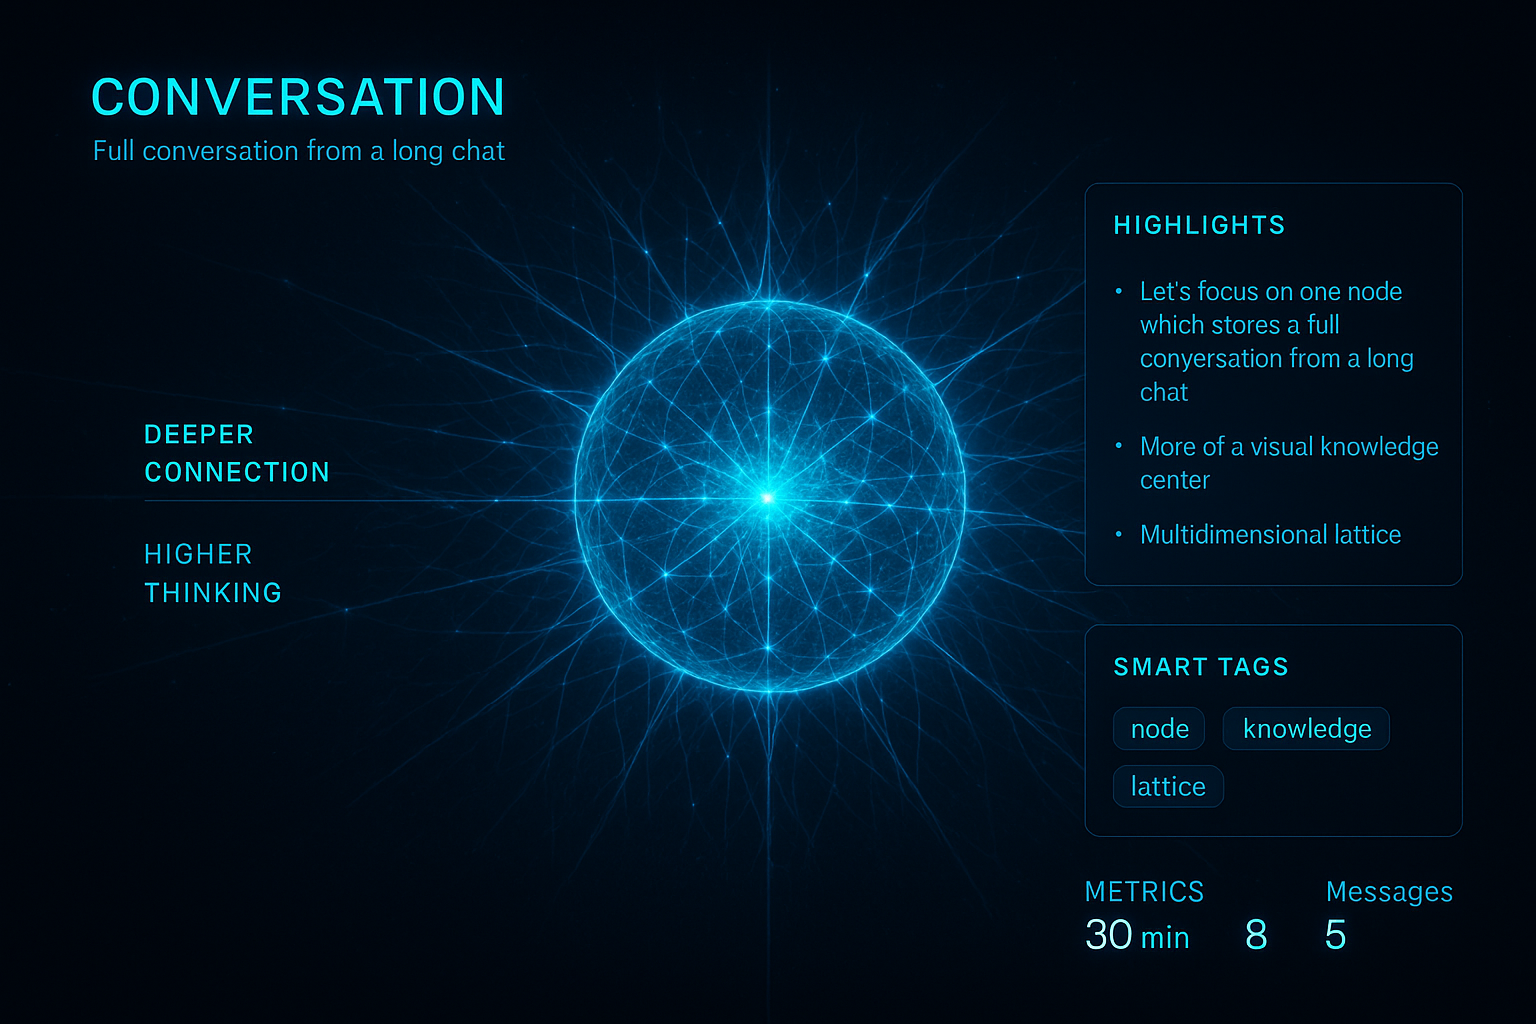 CONVERSATION
Full conversation from a long chat
DEEPER
CONNECTION
HIGHER
THINKING
HIGHLIGHTS
• Let's focus on one node
which stores a full
conyersation from a long
chat
• More of a visual knowledge
center
• Multidimensional lattice
SMART TAGS
node knowledge
lattice
METRICS Messages
30 min 8 5